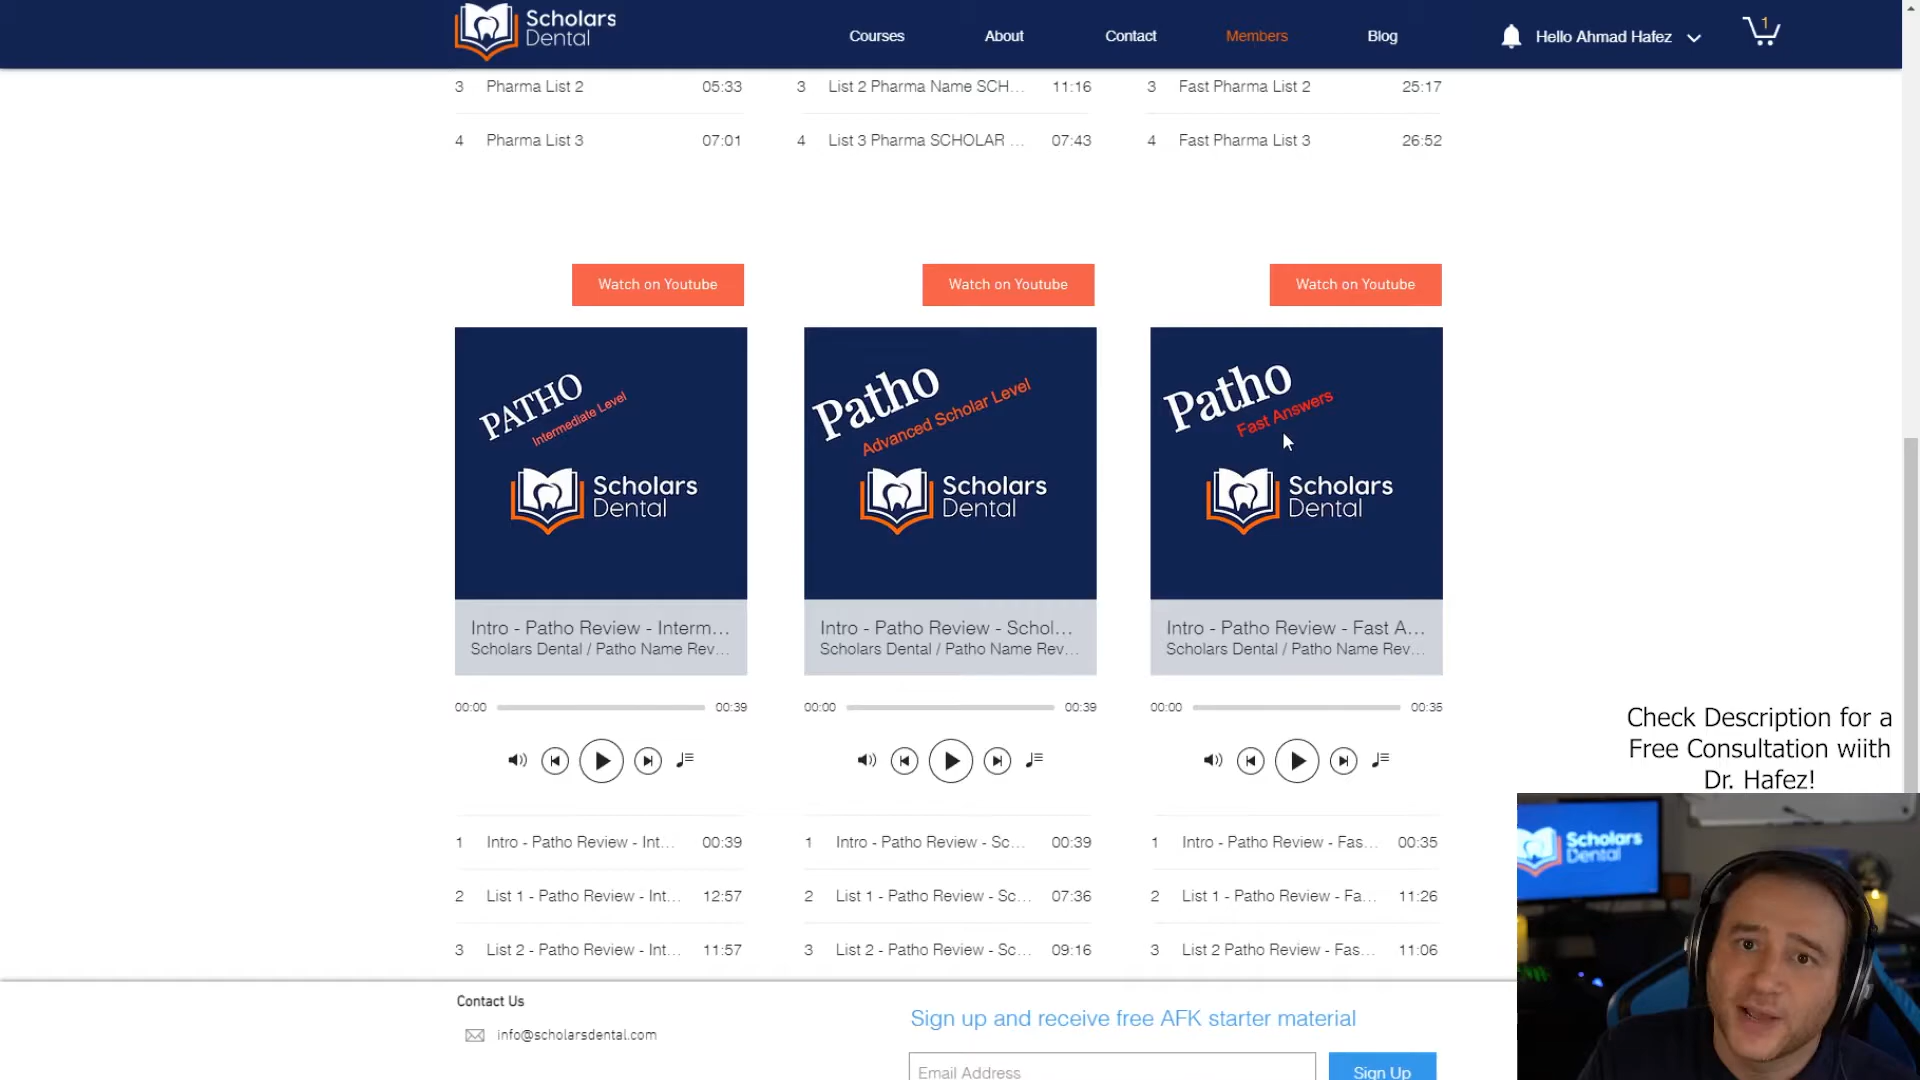 Scholars
Dental
Courses
About
Contact
Members
Blog
Hello Ahmad Hafez
1
3 Pharma List 2 05:33
3 List 2 Pharma Name SCH... 11:16
3 Fast Pharma List 2 25:17
4 Pharma List 3 07:01
4 List 3 Pharma SCHOLAR ... 07:43
4 Fast Pharma List 3 26:52
Watch on Youtube
Watch on Youtube
Watch on Youtube
PATHO
Intermediate Level
Scholars
Dental
Patho
Advanced Scholar Level
Scholars
Dental
Patho
Fast Answers
Scholars
Dental
Intro - Patho Review - Interm...
Scholars Dental / Patho Name Rev...
Intro - Patho Review - Schol...
Scholars Dental / Patho Name Rev...
Intro - Patho Review - Fast A...
Scholars Dental / Patho Name Rev...
00:00 00:39
00:00 00:39
00:00 00:35
1 Intro - Patho Review - Int... 00:39
1 Intro - Patho Review - Sc... 00:39
1 Intro - Patho Review - Fas... 00:35
2 List 1 - Patho Review - Int... 12:57
2 List 1 - Patho Review - Sc... 07:36
2 List 1 - Patho Review - Fa... 11:26
3 List 2 - Patho Review - Int... 11:57
3 List 2 - Patho Review - Sc... 09:16
3 List 2 Patho Review - Fas... 11:06
Check Description for a
Free Consultation wiith
Dr. Hafez!
Scholars
Dental
Contact Us
info@scholarsdental.com
Sign up and receive free AFK starter material
Email Address
Sign Up